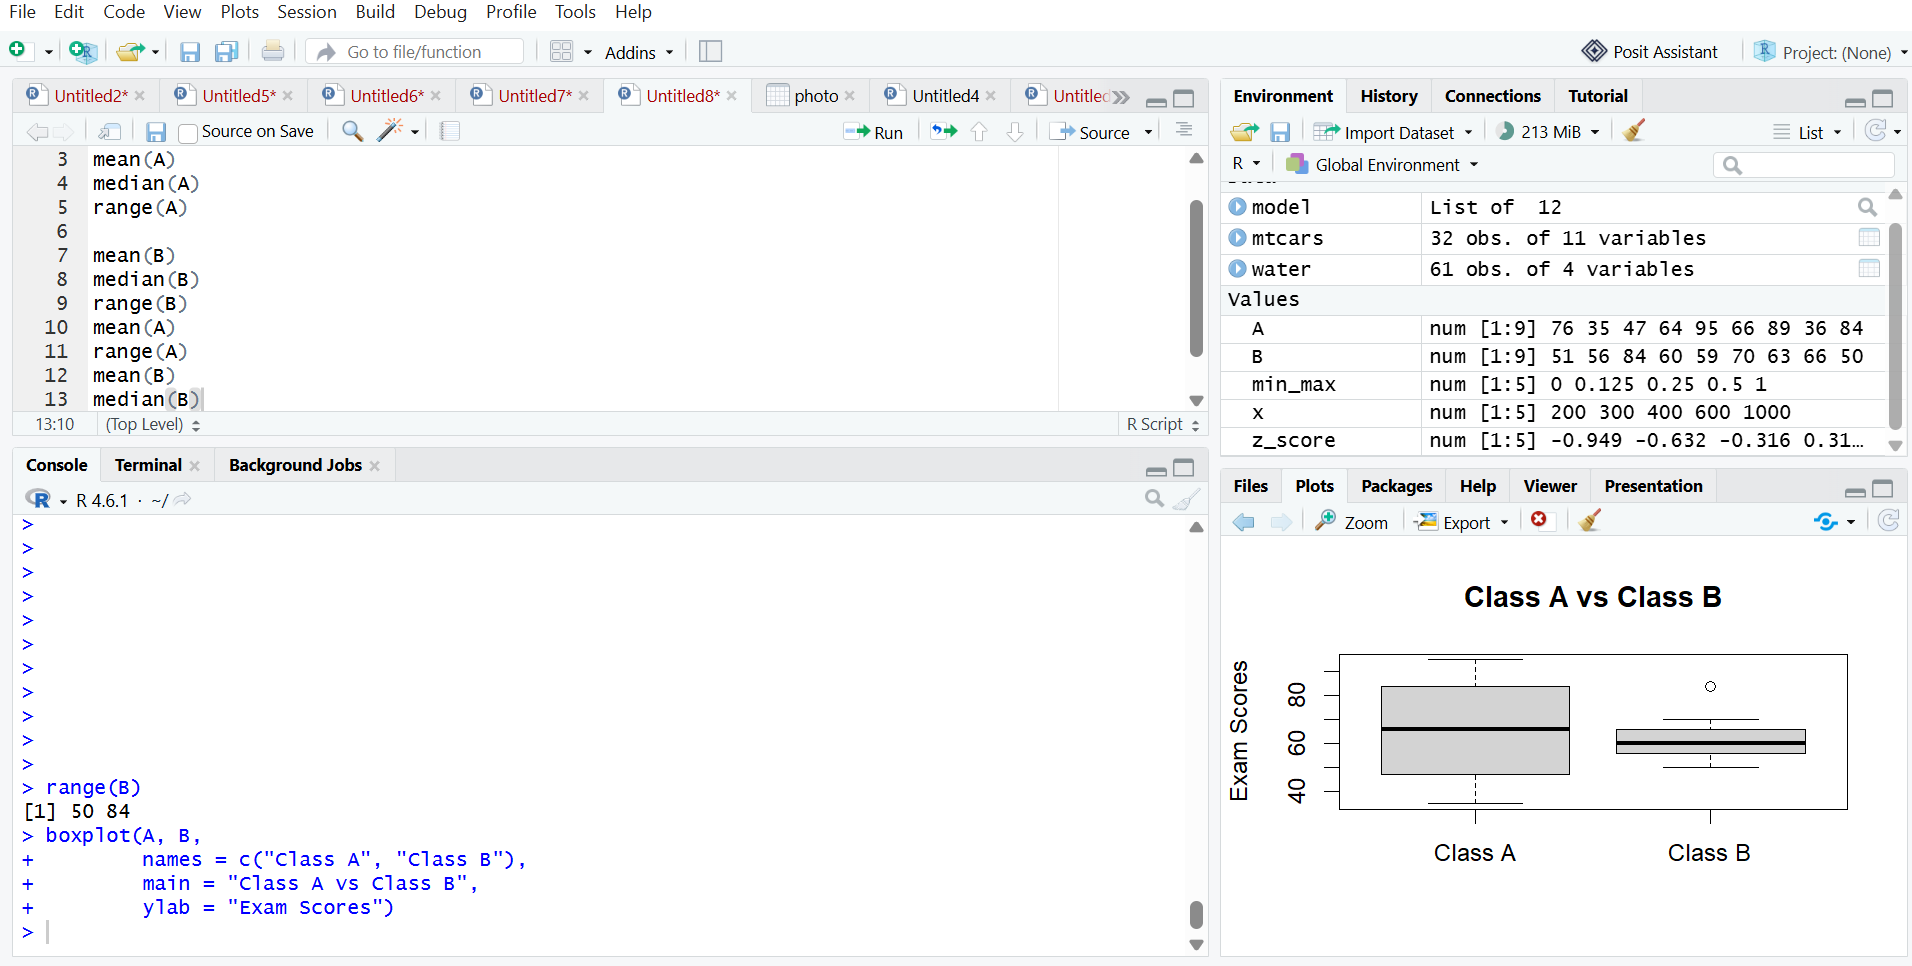 File Edit Code View Plots Session Build Debug Profile Tools Help
Go to file/function Addins Posit Assistant Project: (None)
Untitled2* Untitled5* Untitled6* Untitled7* Untitled8* photo Untitled4 Untitled
Source on Save Run Source
3 mean(A)
4 median(A)
5 range(A)
6
7 mean(B)
8 median(B)
9 range(B)
10 mean(A)
11 range(A)
12 mean(B)
13 median(B)
13:10 (Top Level) R Script
Console Terminal Background Jobs
R 4.6.1 · ~/
>
>
>
>
>
>
>
>
>
>
>
> range(B)
[1] 50 84
> boxplot(A, B,
+ names = c("Class A", "Class B"),
+ main = "Class A vs Class B",
+ ylab = "Exam Scores")
>
Environment History Connections Tutorial
Import Dataset 213 MiB List
R Global Environment
model List of 12
mtcars 32 obs. of 11 variables
water 61 obs. of 4 variables
Values
A num [1:9] 76 35 47 64 95 66 89 36 84
B num [1:9] 51 56 84 60 59 70 63 66 50
min_max num [1:5] 0 0.125 0.25 0.5 1
x num [1:5] 200 300 400 600 1000
z_score num [1:5] -0.949 -0.632 -0.316 0.31…
Files Plots Packages Help Viewer Presentation
Zoom Export
Class A vs Class B
Exam Scores
80
60
40
Class A Class B